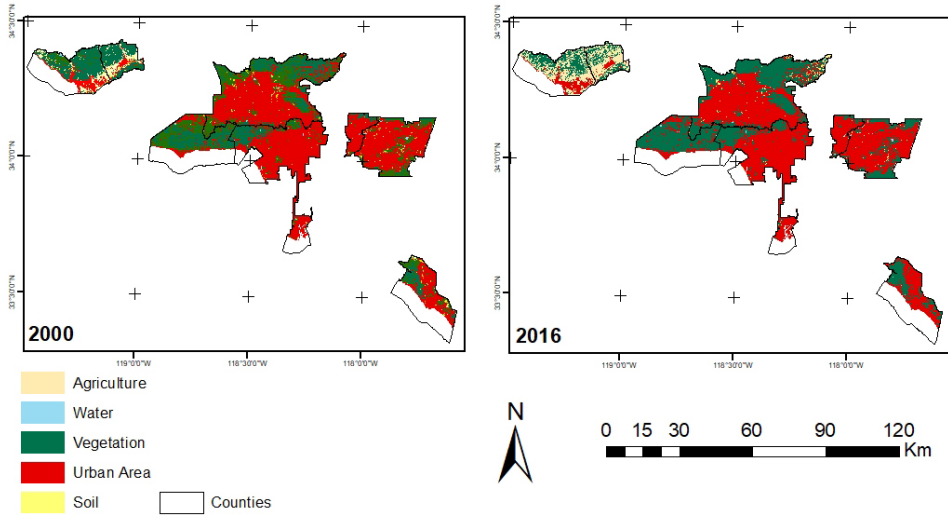 34°30'0"N
34°0'0"N
33°30'0"N
2000
119°0'0"W
118°30'0"W
118°0'0"W
34°30'0"N
34°0'0"N
33°30'0"N
2016
119°0'0"W
118°30'0"W
118°0'0"W
Agriculture
Water
Vegetation
Urban Area
Soil
Counties
N
0 15 30 60 90 120
Km